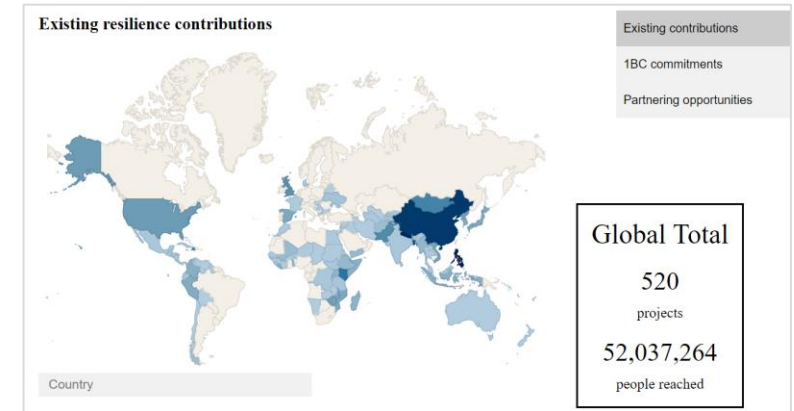 Existing resilience contributions
Existing contributions
1BC commitments
Partnering opportunities
Global Total
520
projects
52,037,264
people reached
Country